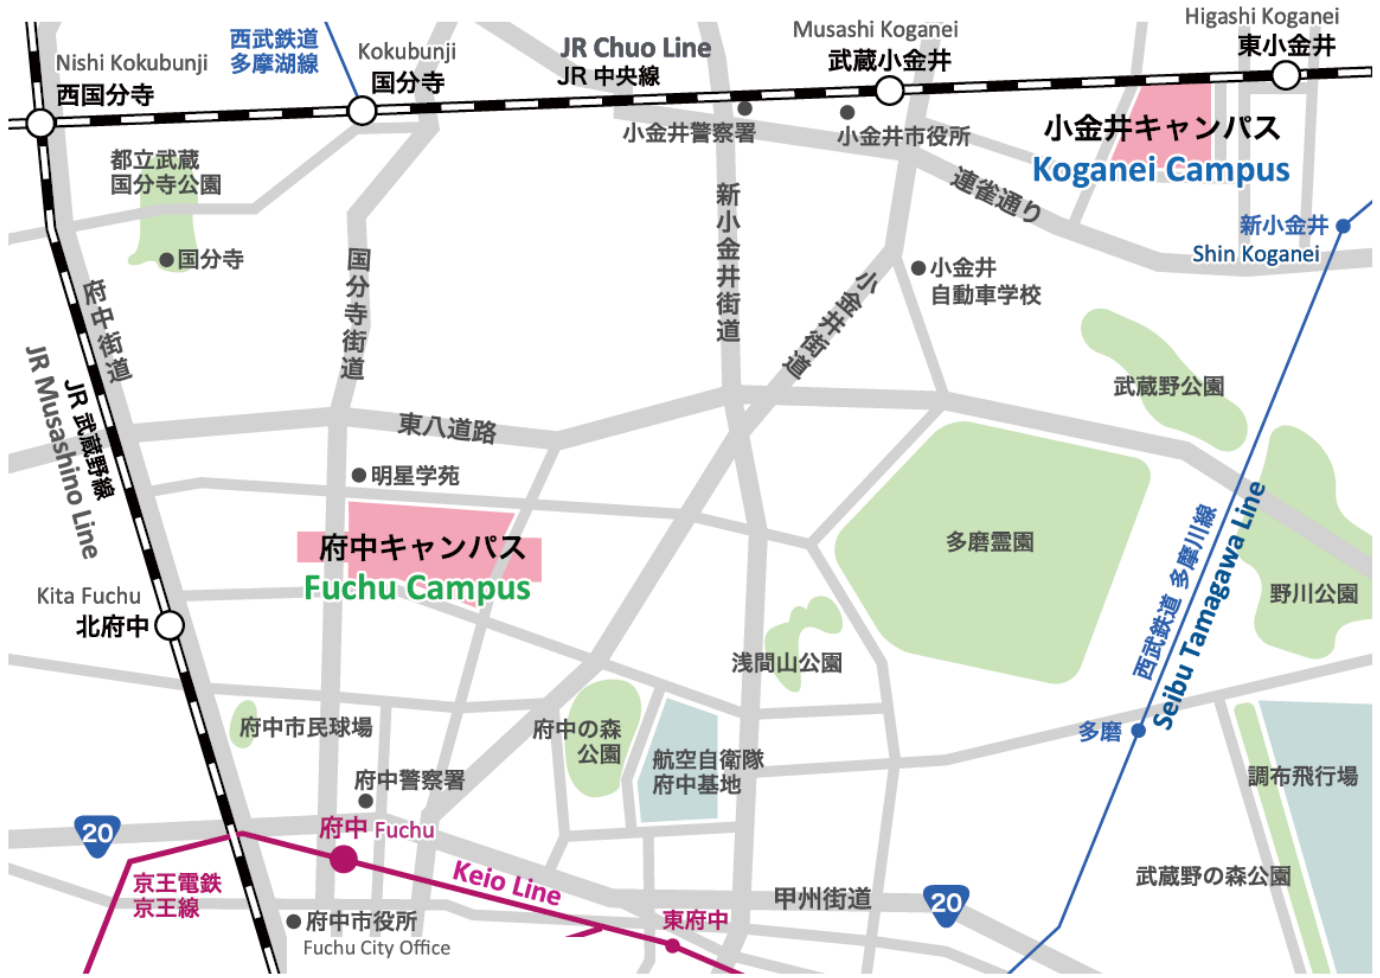 Higashi Koganei
東小金井
Musashi Koganei
武蔵小金井
JR Chuo Line
JR 中央線
西武鉄道
多摩湖線
Kokubunji
国分寺
Nishi Kokubunji
西国分寺
小金井警察署
小金井市役所
小金井キャンパス
Koganei Campus
都立武蔵
国分寺公園
国分寺
連雀通り
新小金井街道
新小金井
Shin Koganei
国分寺街道
小金井
自動車学校
小金井街道
府中街道
JR 武蔵野線
JR Musashino Line
武蔵野公園
東八道路
明星学苑
府中キャンパス
Fuchu Campus
多磨霊園
西武鉄道 多摩川線
Seibu Tamagawa Line
野川公園
Kita Fuchu
北府中
浅間山公園
府中市民球場
府中の森
公園
航空自衛隊
府中基地
多磨
調布飛行場
府中警察署
20
府中 Fuchu
京王電鉄
京王線
Keio Line
武蔵野の森公園
甲州街道
20
東府中
府中市役所
Fuchu City Office